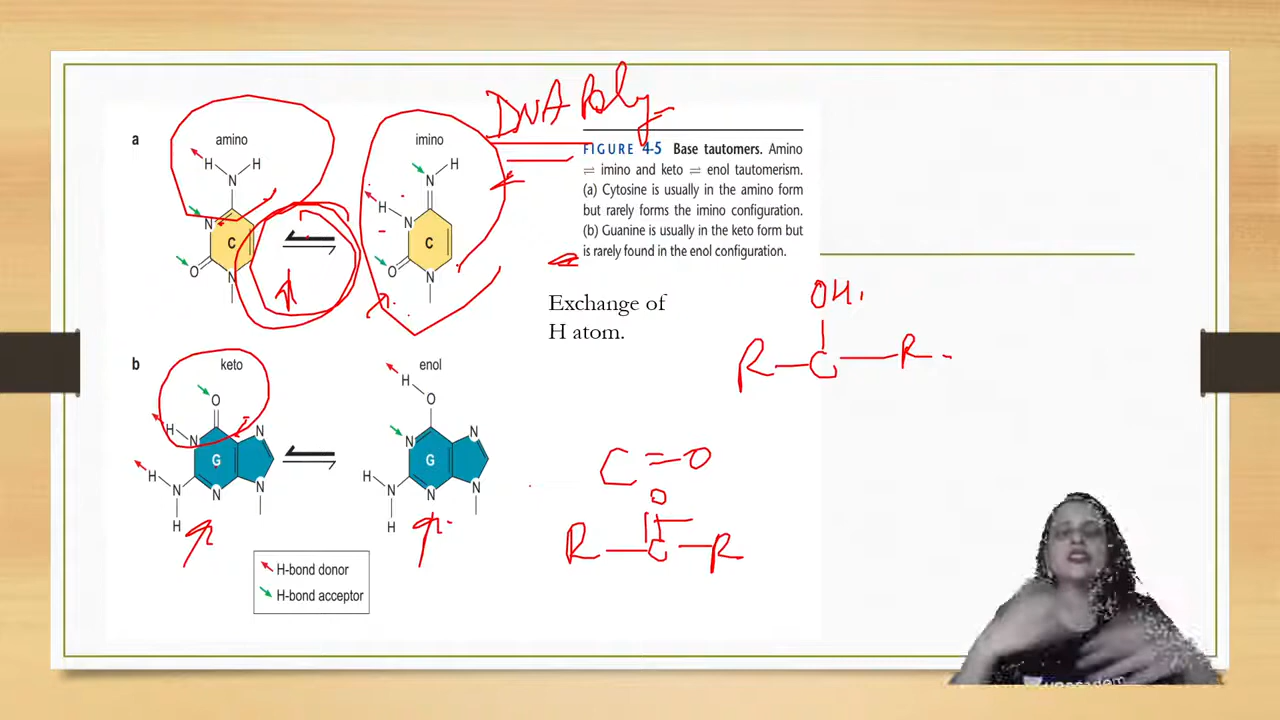 DNA Poly
a
amino
imino
H H H
N N
H
N N
C C
O N O N
FIGURE 4-5 Base tautomers. Amino
⇌ imino and keto ⇌ enol tautomerism.
(a) Cytosine is usually in the amino form
but rarely forms the imino configuration.
(b) Guanine is usually in the keto form but
is rarely found in the enol configuration.
Exchange of
H atom.
OH
R—C—R
b
keto
enol
H
O O
H N N N N
G G
H N N N H N N N
H H
C=O
O
R—C—R
H-bond donor
H-bond acceptor